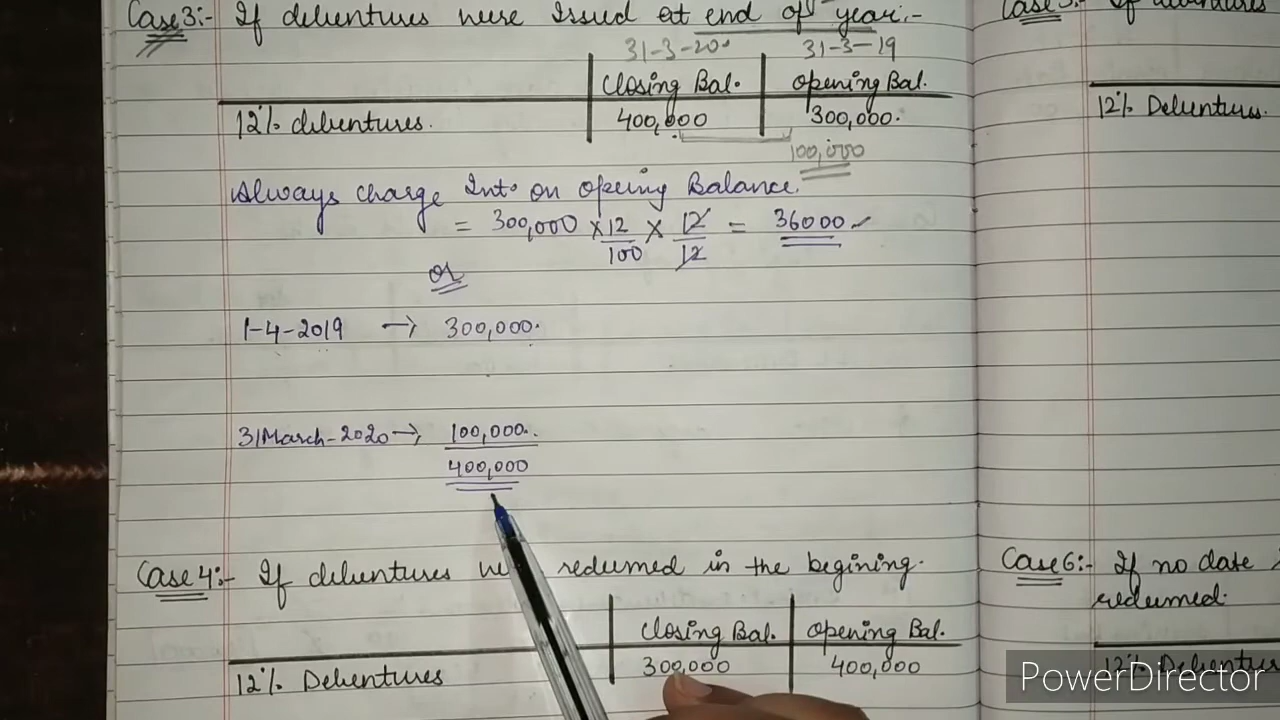 Case 3:- If debentures were Issued at end of year:-
31-3-20 31-3-19
Closing Bal. Opening Bal.
12% debentures. 400,000 300,000.
100,000
Always charge Int. on opening Balance.
= 300,000 × 12/100 × 12/12 = 36000
or
1-4-2019 → 300,000.
31 March-2020 → 100,000.
400,000
Case 4:- If debentures redeemed in the begining.
Closing Bal. Opening Bal.
12% Debentures 300,000 400,000
12% Debentures.
Case 6:- If no date
redeemed.
12% Debentures
PowerDirector